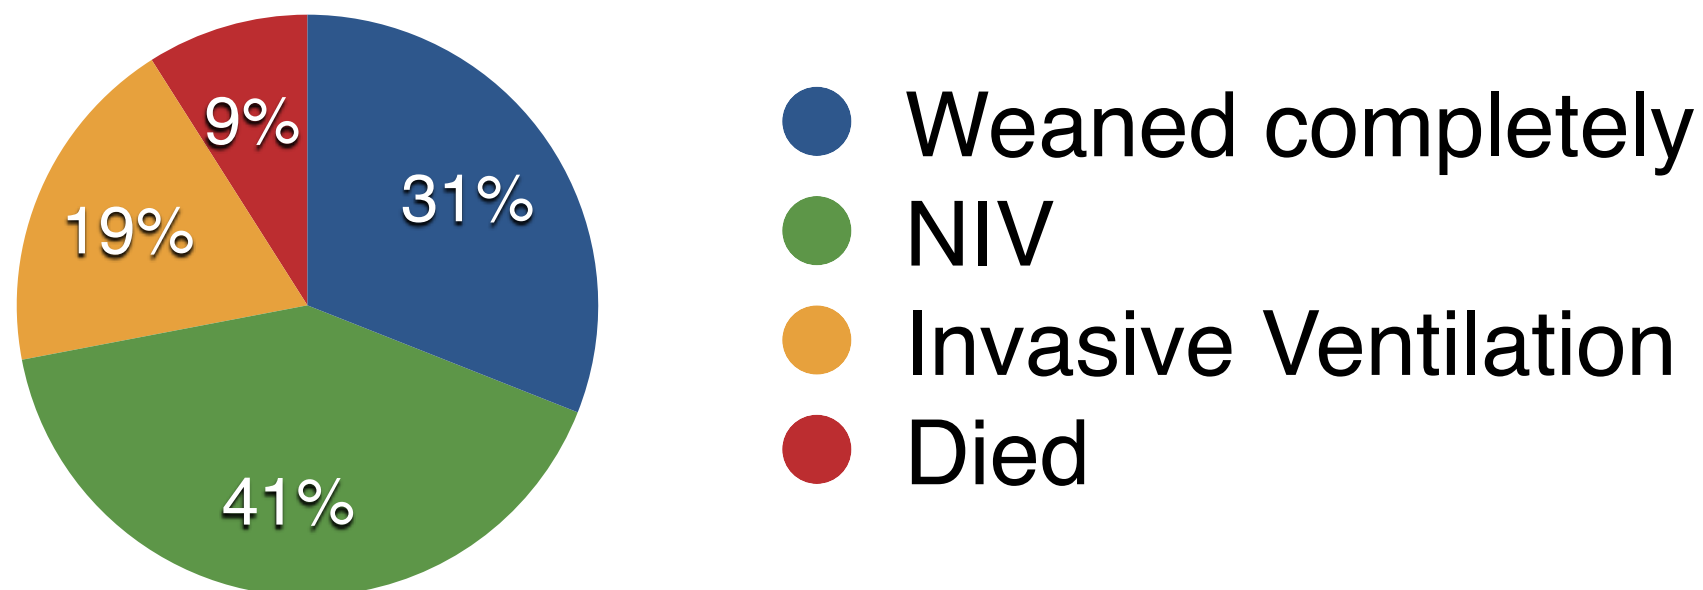 9%
31%
19%
41%
Weaned completely
NIV
Invasive Ventilation
Died